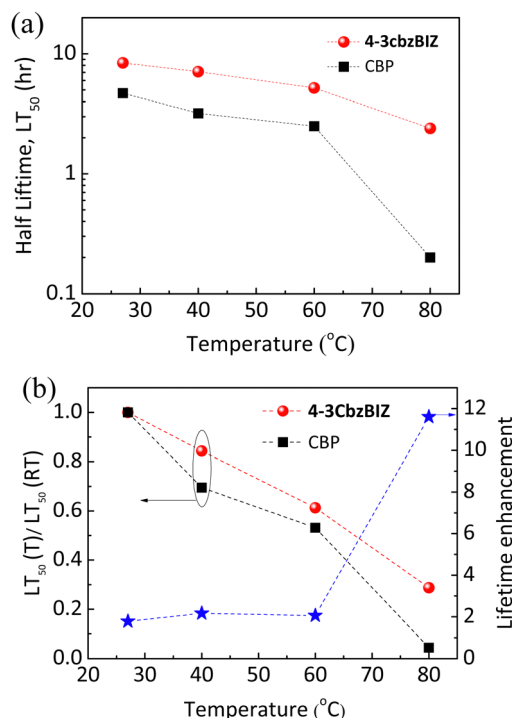 (a)
4-3cbzBIZ
CBP
Half Liftime, LT50 (hr)
10
1
0.1
20 30 40 50 60 70 80
Temperature (°C)
(b)
4-3CbzBIZ
CBP
LT50 (T)/ LT50 (RT)
1.0
0.8
0.6
0.4
0.2
0.0
12
10
8
6
4
2
0
Lifetime enhancement
20 30 40 50 60 70 80
Temperature (°C)